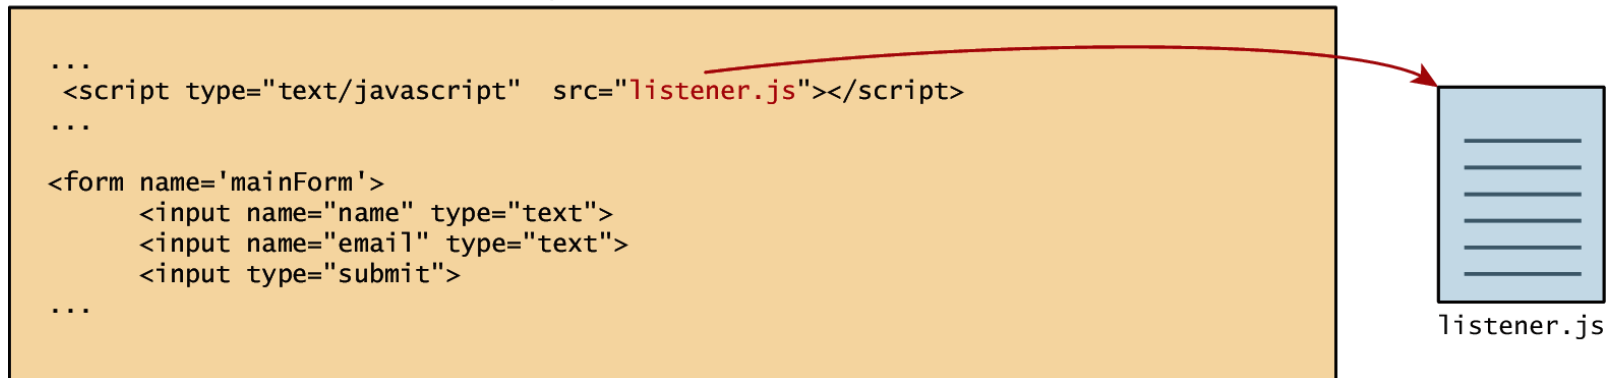 ...
<script type="text/javascript"  src="listener.js"></script>
...
<form name='mainForm'>
<input name="name" type="text">
<input name="email" type="text">
<input type="submit">
...
listener.js